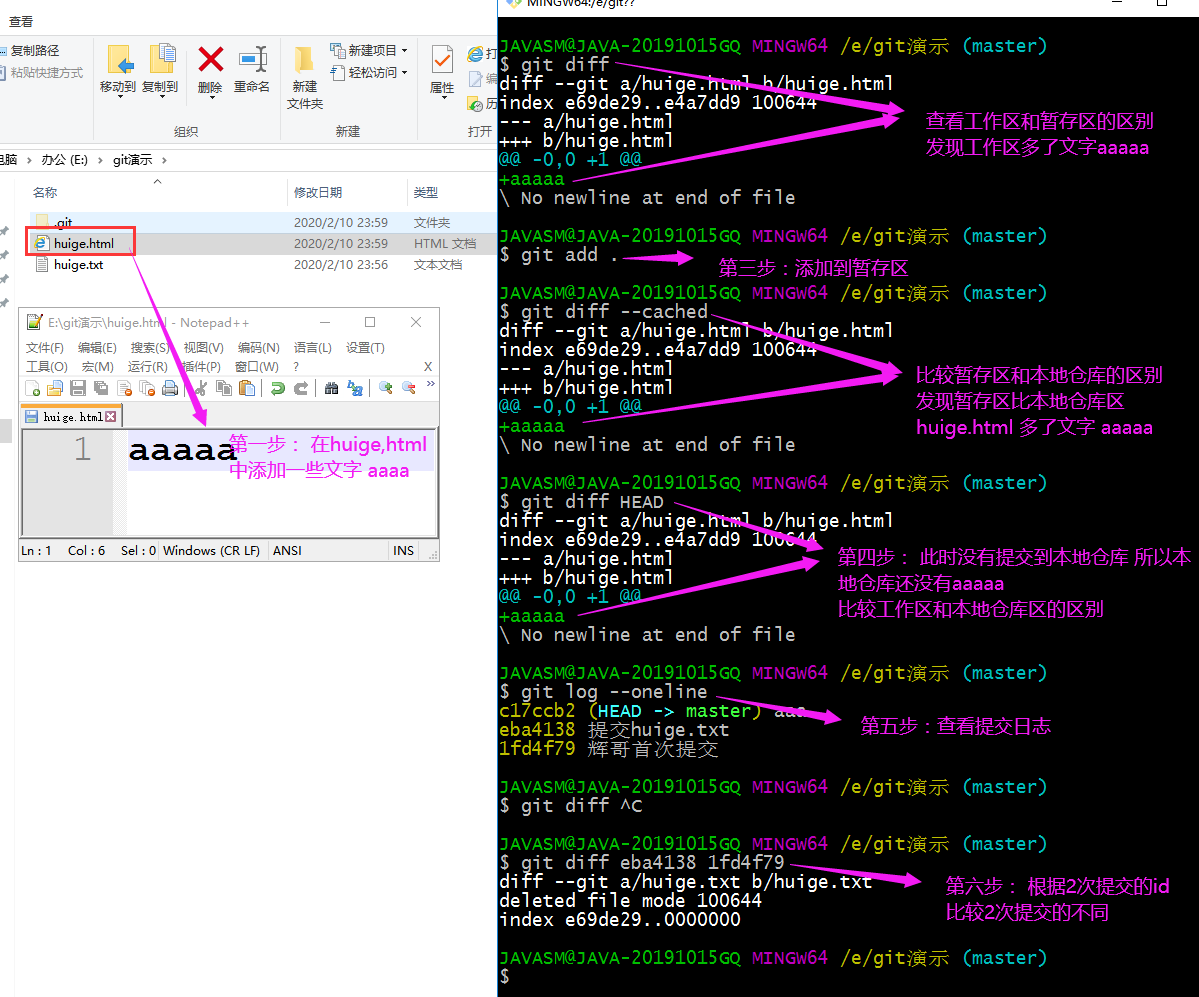 查看
复制路径
粘贴快捷方式
移动到
复制到
删除
重命名
组织
新建
文件夹
新建项目
轻松访问
新建
属性
打开
电脑 › 办公 (E:) › git演示 ›
名称 修改日期 类型
.git 2020/2/10 23:59 文件夹
huige.html 2020/2/10 23:59 HTML 文档
huige.txt 2020/2/10 23:56 文本文档
E:\git演示\huige.html - Notepad++
文件(F) 编辑(E) 搜索(S) 视图(V) 编码(N) 语言(L) 设置(T)
工具(O) 宏(M) 运行(R) 插件(P) 窗口(W) ? X
huige.html
1 aaaaa
第一步： 在huige,html
中添加一些文字 aaaa
Ln : 1 Col : 6 Sel : 0 Windows (CR LF) ANSI INS
MINGW64:/e/git??
JAVASM@JAVA-20191015GQ MINGW64 /e/git演示 (master)
$ git diff
diff --git a/huige.html b/huige.html
index e69de29..e4a7dd9 100644
--- a/huige.html
+++ b/huige.html
@@ -0,0 +1 @@
+aaaaa
\ No newline at end of file
查看工作区和暂存区的区别
发现工作区多了文字aaaaa
JAVASM@JAVA-20191015GQ MINGW64 /e/git演示 (master)
$ git add .
第三步：添加到暂存区
JAVASM@JAVA-20191015GQ MINGW64 /e/git演示 (master)
$ git diff --cached
diff --git a/huige.html b/huige.html
index e69de29..e4a7dd9 100644
--- a/huige.html
+++ b/huige.html
@@ -0,0 +1 @@
+aaaaa
\ No newline at end of file
比较暂存区和本地仓库的区别
发现暂存区比本地仓库区
huige.html 多了文字 aaaaa
JAVASM@JAVA-20191015GQ MINGW64 /e/git演示 (master)
$ git diff HEAD
diff --git a/huige.html b/huige.html
index e69de29..e4a7dd9 100644
--- a/huige.html
+++ b/huige.html
@@ -0,0 +1 @@
+aaaaa
\ No newline at end of file
第四步： 此时没有提交到本地仓库 所以本
地仓库还没有aaaaa
比较工作区和本地仓库区的区别
JAVASM@JAVA-20191015GQ MINGW64 /e/git演示 (master)
$ git log --oneline
c17ccb2 (HEAD -> master) aaa
eba4138 提交huige.txt
1fd4f79 辉哥首次提交
第五步：查看提交日志
JAVASM@JAVA-20191015GQ MINGW64 /e/git演示 (master)
$ git diff ^C
JAVASM@JAVA-20191015GQ MINGW64 /e/git演示 (master)
$ git diff eba4138 1fd4f79
diff --git a/huige.txt b/huige.txt
deleted file mode 100644
index e69de29..0000000
第六步： 根据2次提交的id
比较2次提交的不同
JAVASM@JAVA-20191015GQ MINGW64 /e/git演示 (master)
$